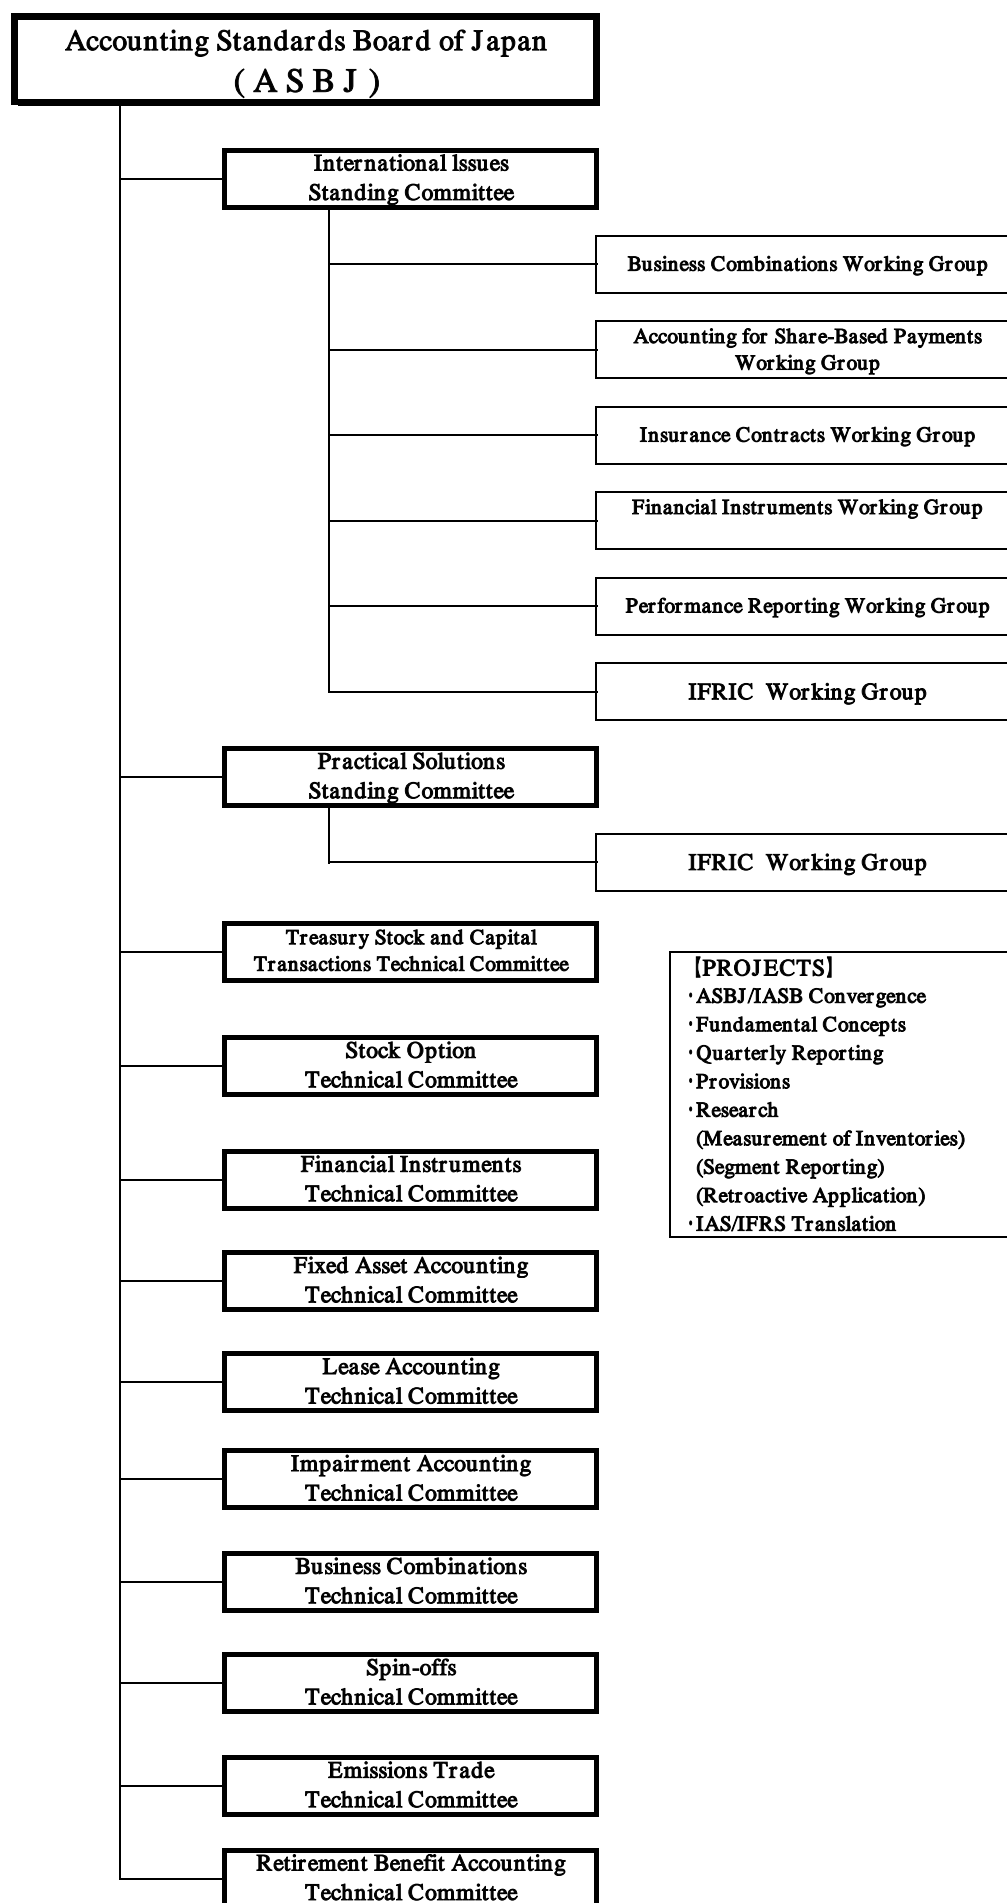 Accounting Standards Board of Japan
( A S B J )
International Issues
Standing Committee
Business Combinations Working Group
Accounting for Share-Based Payments
Working Group
Insurance Contracts Working Group
Financial Instruments Working Group
Performance Reporting Working Group
IFRIC Working Group
Practical Solutions
Standing Committee
IFRIC Working Group
Treasury Stock and Capital
Transactions Technical Committee
【PROJECTS】
・ASBJ/IASB Convergence
・Fundamental Concepts
・Quarterly Reporting
・Provisions
・Research
(Measurement of Inventories)
(Segment Reporting)
(Retroactive Application)
・IAS/IFRS Translation
Stock Option
Technical Committee
Financial Instruments
Technical Committee
Fixed Asset Accounting
Technical Committee
Lease Accounting
Technical Committee
Impairment Accounting
Technical Committee
Business Combinations
Technical Committee
Spin-offs
Technical Committee
Emissions Trade
Technical Committee
Retirement Benefit Accounting
Technical Committee